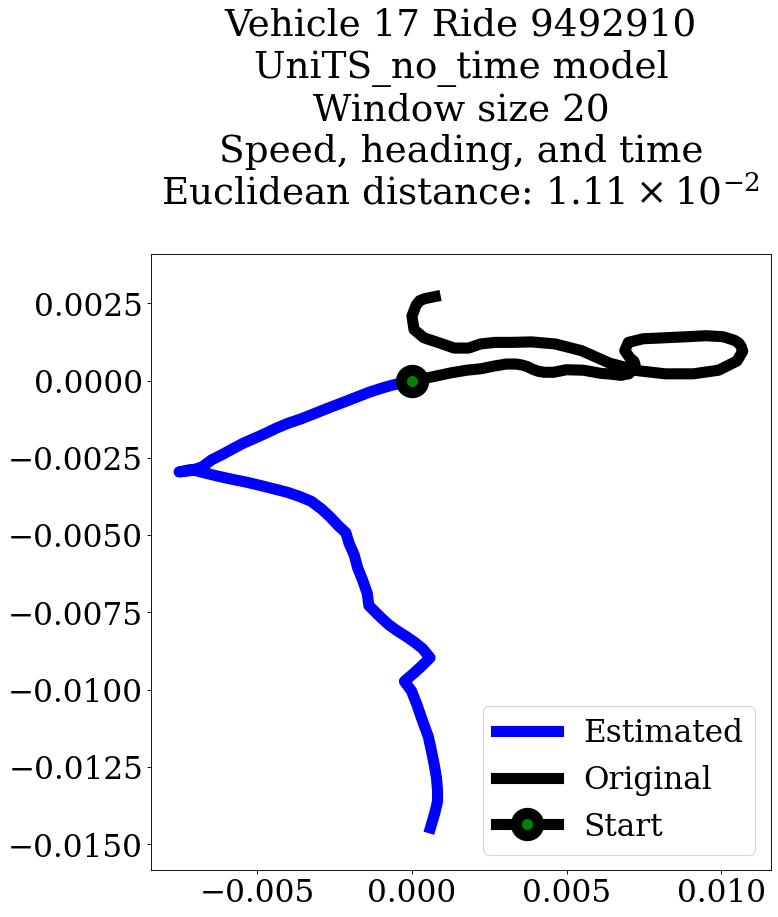 Vehicle 17 Ride 9492910
UniTS_no_time model
Window size 20
Speed, heading, and time
Euclidean distance: 1.11 × 10⁻²
0.0025
0.0000
−0.0025
−0.0050
−0.0075
−0.0100
−0.0125
−0.0150
−0.005 0.000 0.005 0.010
Estimated
Original
Start